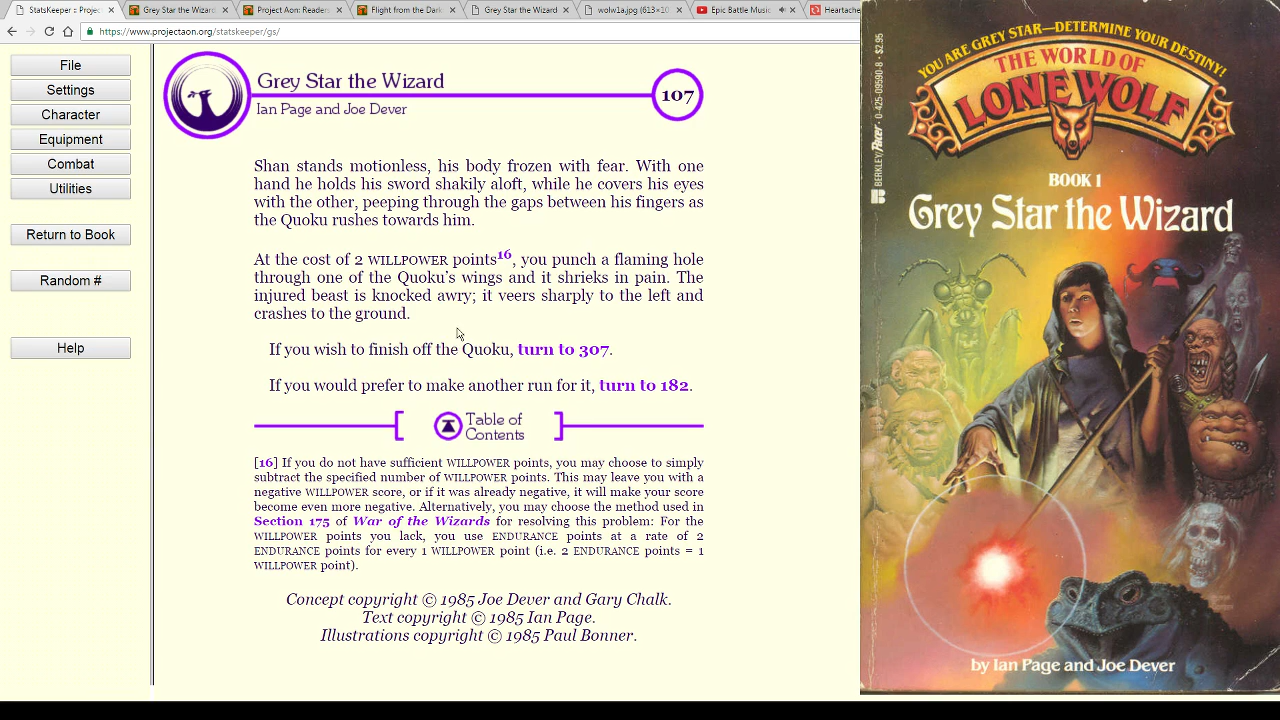 StatsKeeper :: Projec
Grey Star the Wizard:
Project Aon: Readers
Flight from the Dark:
Grey Star the Wizard
wolw1a.jpg (613×10
Epic Battle Music
Heartache
https://www.projectaon.org/statskeeper/gs/
File
Settings
Character
Equipment
Combat
Utilities
Return to Book
Random #
Help
Grey Star the Wizard
107
Ian Page and Joe Dever
Shan stands motionless, his body frozen with fear. With one
hand he holds his sword shakily aloft, while he covers his eyes
with the other, peeping through the gaps between his fingers as
the Quoku rushes towards him.
At the cost of 2 WILLPOWER points16, you punch a flaming hole
through one of the Quoku's wings and it shrieks in pain. The
injured beast is knocked awry; it veers sharply to the left and
crashes to the ground.
If you wish to finish off the Quoku, turn to 307.
If you would prefer to make another run for it, turn to 182.
Table of
Contents
[16] If you do not have sufficient WILLPOWER points, you may choose to simply
subtract the specified number of WILLPOWER points. This may leave you with a
negative WILLPOWER score, or if it was already negative, it will make your score
become even more negative. Alternatively, you may choose the method used in
Section 175 of War of the Wizards for resolving this problem: For the
WILLPOWER points you lack, you use ENDURANCE points at a rate of 2
ENDURANCE points for every 1 WILLPOWER point (i.e. 2 ENDURANCE points = 1
WILLPOWER point).
Concept copyright © 1985 Joe Dever and Gary Chalk.
Text copyright © 1985 Ian Page.
Illustrations copyright © 1985 Paul Bonner.
BERKLEY/Pacer • 0-425-09590-8 • $2.95
YOU ARE GREY STAR—DETERMINE YOUR DESTINY!
THE WORLD OF
LONE WOLF
BOOK 1
Grey Star the Wizard
by Ian Page and Joe Dever